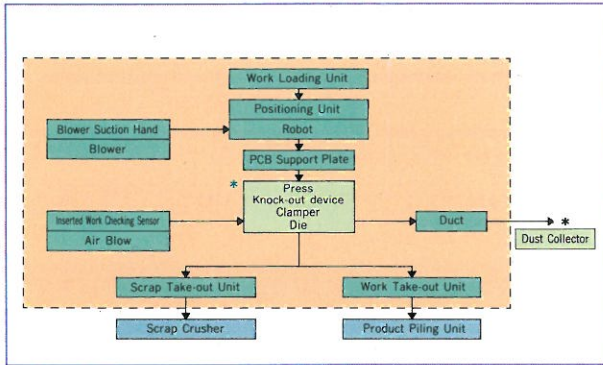 Work Loading Unit
Positioning Unit
Robot
Blower Suction Hand
Blower
PCB Support Plate
*
Press
Knock-out device
Clamper
Die
Inserted Work Checking Sensor
Air Blow
Duct
*
Dust Collector
Scrap Take-out Unit
Work Take-out Unit
Scrap Crusher
Product Piling Unit